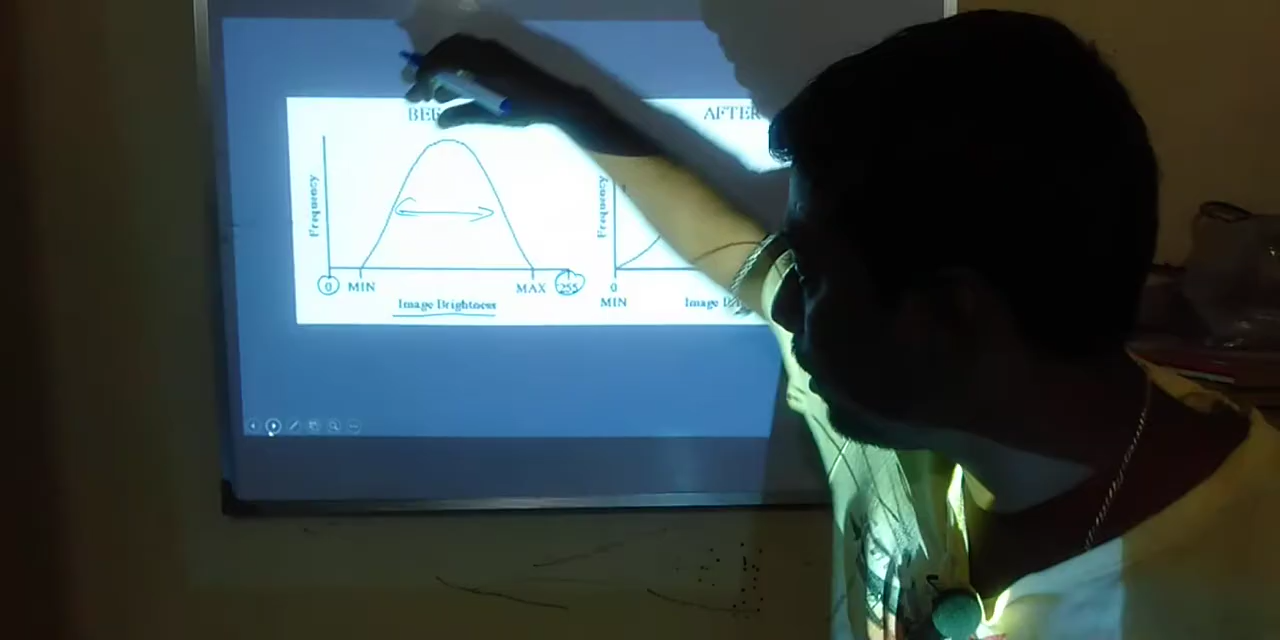 AFTER
Frequency
Frequency
0 MIN MAX 255
0
MIN
Image Brightness
Image